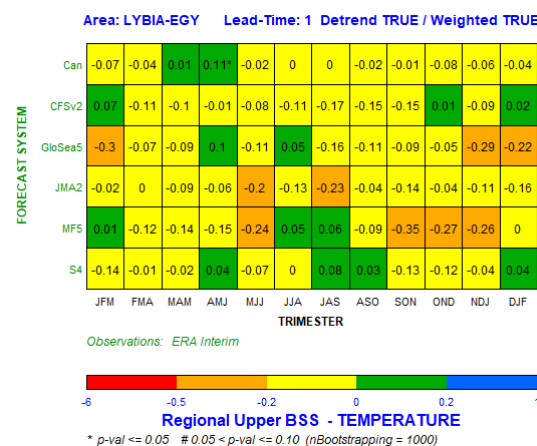 Area: LYBIA-EGY Lead-Time: 1 Detrend TRUE / Weighted TRUE
FORECAST SYSTEM
Can -0.07 -0.04 0.01 0.11* -0.02 0 0 -0.02 -0.01 -0.08 -0.06 -0.04
CFSv2 0.07 -0.11 -0.1 -0.01 -0.08 -0.11 -0.17 -0.15 -0.15 0.01 -0.09 0.02
GloSea5 -0.3 -0.07 -0.09 0.1 -0.11 0.05 -0.16 -0.11 -0.09 -0.05 -0.29 -0.22
JMA2 -0.02 0 -0.09 -0.06 -0.2 -0.13 -0.23 -0.04 -0.14 -0.04 -0.11 -0.16
MF5 0.01 -0.12 -0.14 -0.15 -0.24 0.05 0.06 -0.09 -0.35 -0.27 -0.26 0
S4 -0.14 -0.01 -0.02 0.04 -0.07 0 0.08 0.03 -0.13 -0.12 -0.04 0.04
JFM FMA MAM AMJ MJJ JJA JAS ASO SON OND NDJ DJF
TRIMESTER
Observations: ERA Interim
-6 -0.5 -0.2 0 0.2 1
Regional Upper BSS - TEMPERATURE
* p-val <= 0.05 # 0.05 < p-val <= 0.10 (nBootstrapping = 1000)